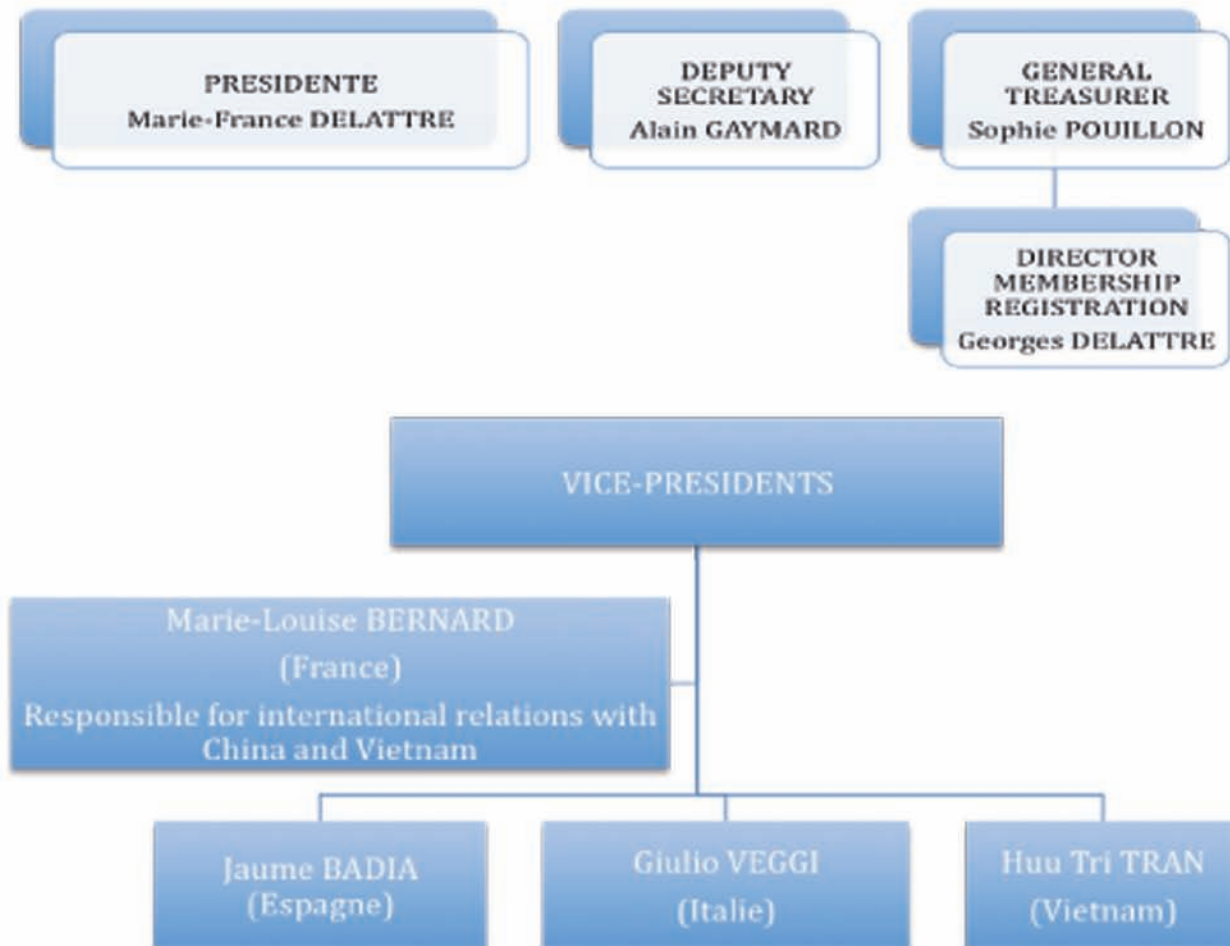 PRESIDENTE
Marie-France DELATTRE
DEPUTY
SECRETARY
Alain GAYMARD
GENERAL
TREASURER
Sophie POUILLON
DIRECTOR
MEMBERSHIP
REGISTRATION
Georges DELATTRE
VICE-PRESIDENTS
Marie-Louise BERNARD
(France)
Responsible for international relations with
China and Vietnam
Jaume BADIA
(Espagne)
Giulio VEGGI
(Italie)
Huu Tri TRAN
(Vietnam)